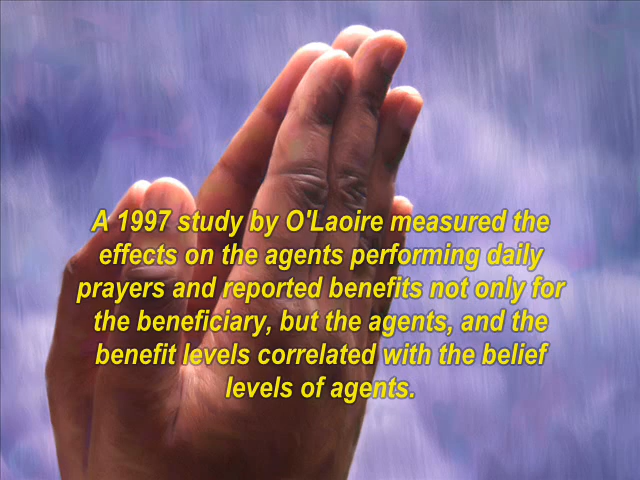 A 1997 study by O'Laoire measured the
effects on the agents performing daily
prayers and reported benefits not only for
the beneficiary, but the agents, and the
benefit levels correlated with the belief
levels of agents.